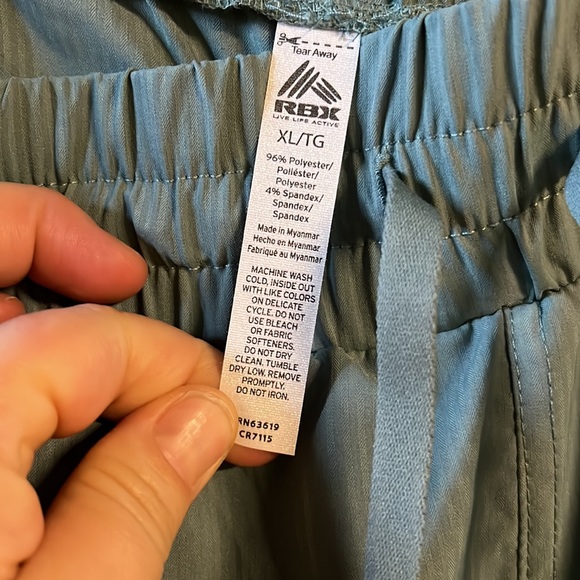 Tear Away
RBX
LIVE LIFE ACTIVE
XL/TG
96% Polyester/
Poliéster/
Polyester
4% Spandex/
Spandex/
Spandex
Made in Myanmar
Hecho en Myanmar
Fabriqué au Myanmar
MACHINE WASH
COLD, INSIDE OUT
WITH LIKE COLORS
ON DELICATE
CYCLE. DO NOT
USE BLEACH
OR FABRIC
SOFTENERS.
DO NOT DRY
CLEAN. TUMBLE
DRY LOW. REMOVE
PROMPTLY.
DO NOT IRON.
RN63619
CR7115